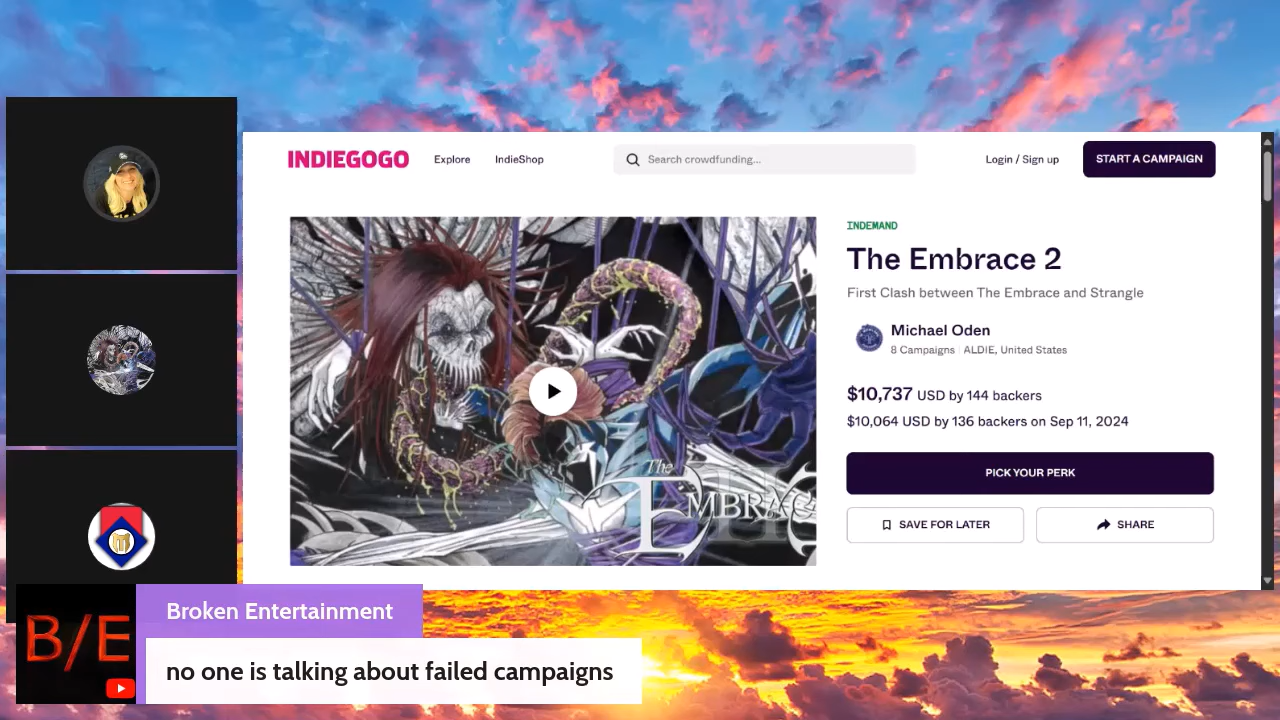 INDIEGOGO
Explore
IndieShop
Search crowdfunding...
Login / Sign up
START A CAMPAIGN
INDEMAND
The Embrace 2
First Clash between The Embrace and Strangle
Michael Oden
8 Campaigns | ALDIE, United States
$10,737 USD by 144 backers
$10,064 USD by 136 backers on Sep 11, 2024
PICK YOUR PERK
SAVE FOR LATER
SHARE
The
EMBRACE
B/E
Broken Entertainment
no one is talking about failed campaigns